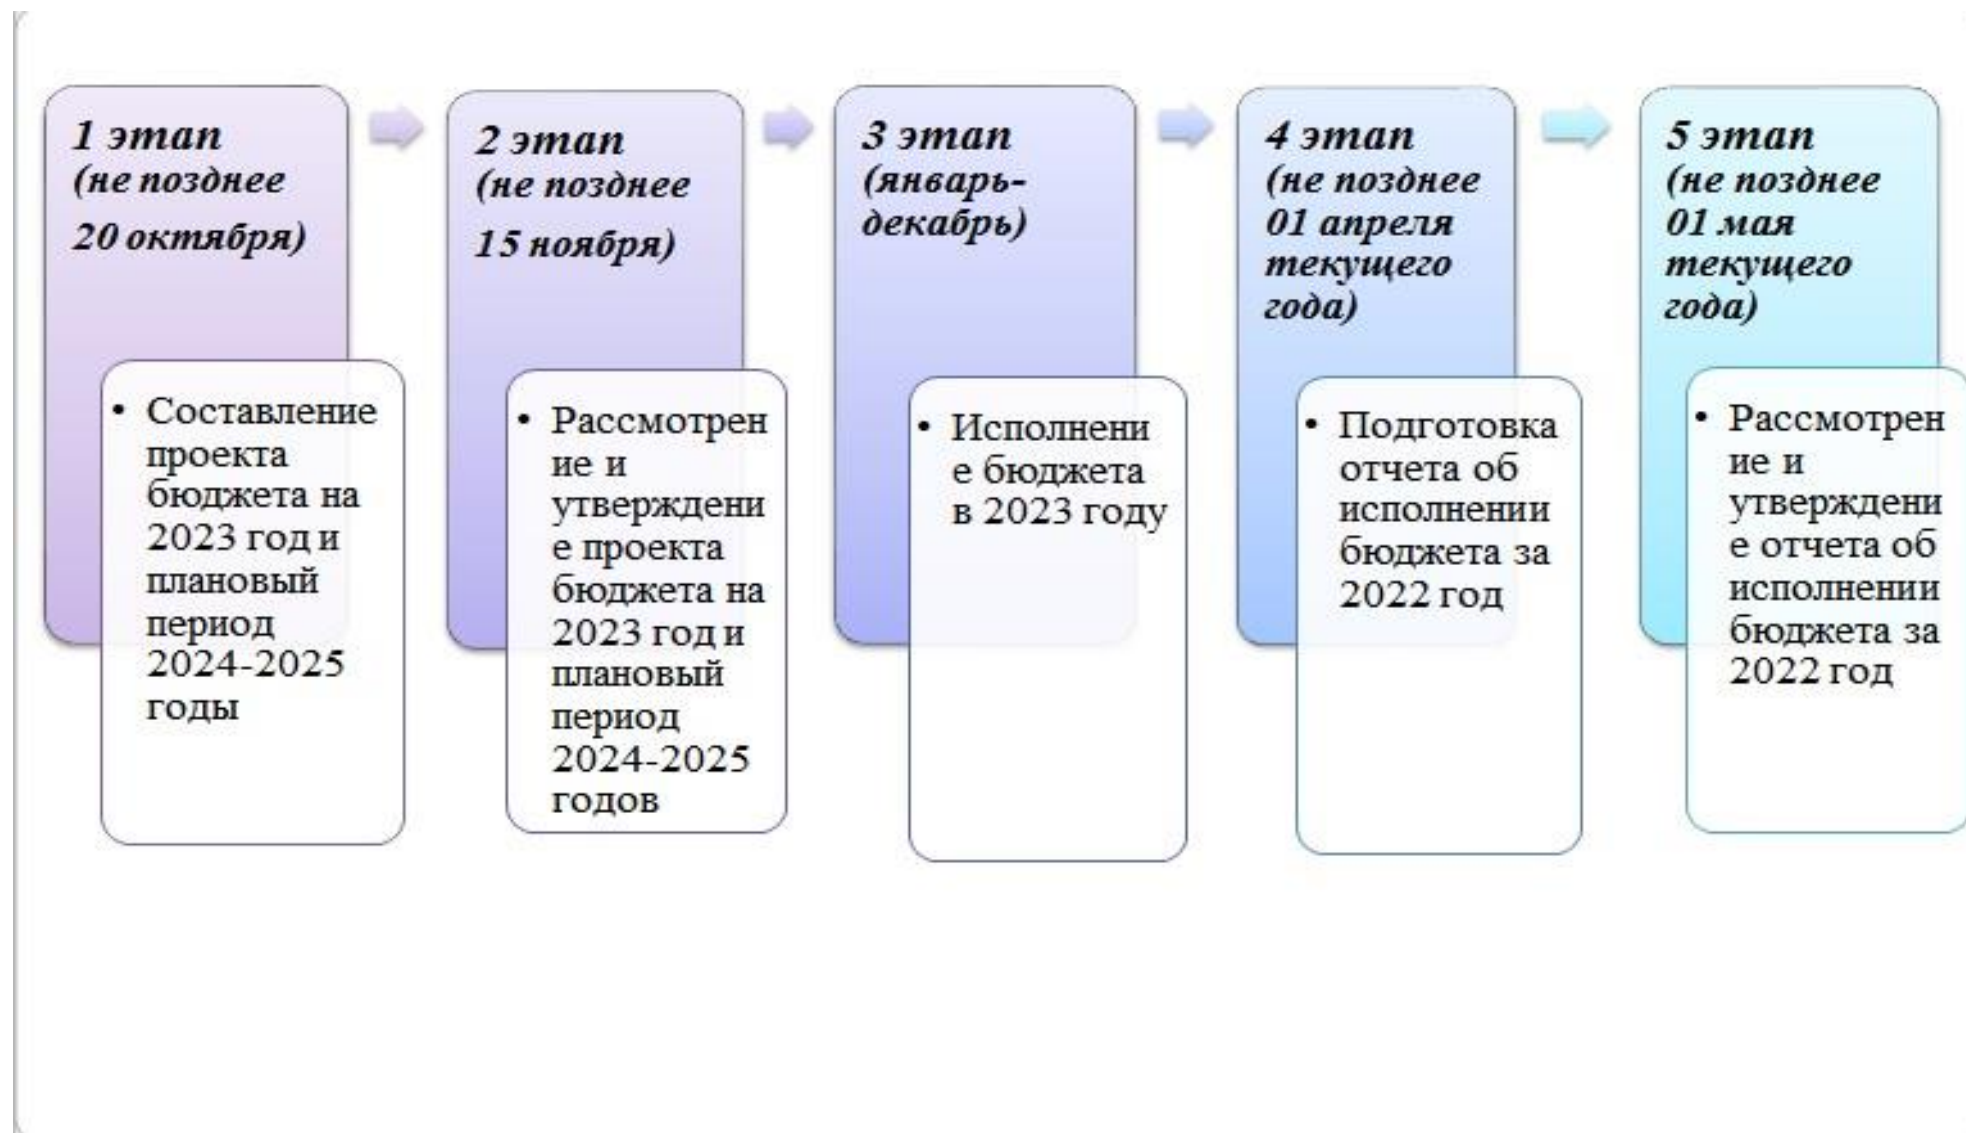 1 этап
(не позднее
20 октября)
• Составление
проекта
бюджета на
2023 год и
плановый
период
2024-2025
годы
2 этап
(не позднее
15 ноября)
• Рассмотрен
ие и
утверждени
е проекта
бюджета на
2023 год и
плановый
период
2024-2025
годов
3 этап
(январь-
декабрь)
• Исполнени
е бюджета
в 2023 году
4 этап
(не позднее
01 апреля
текущего
года)
• Подготовка
отчета об
исполнении
бюджета за
2022 год
5 этап
(не позднее
01 мая
текущего
года)
• Рассмотрен
ие и
утверждени
е отчета об
исполнении
бюджета за
2022 год